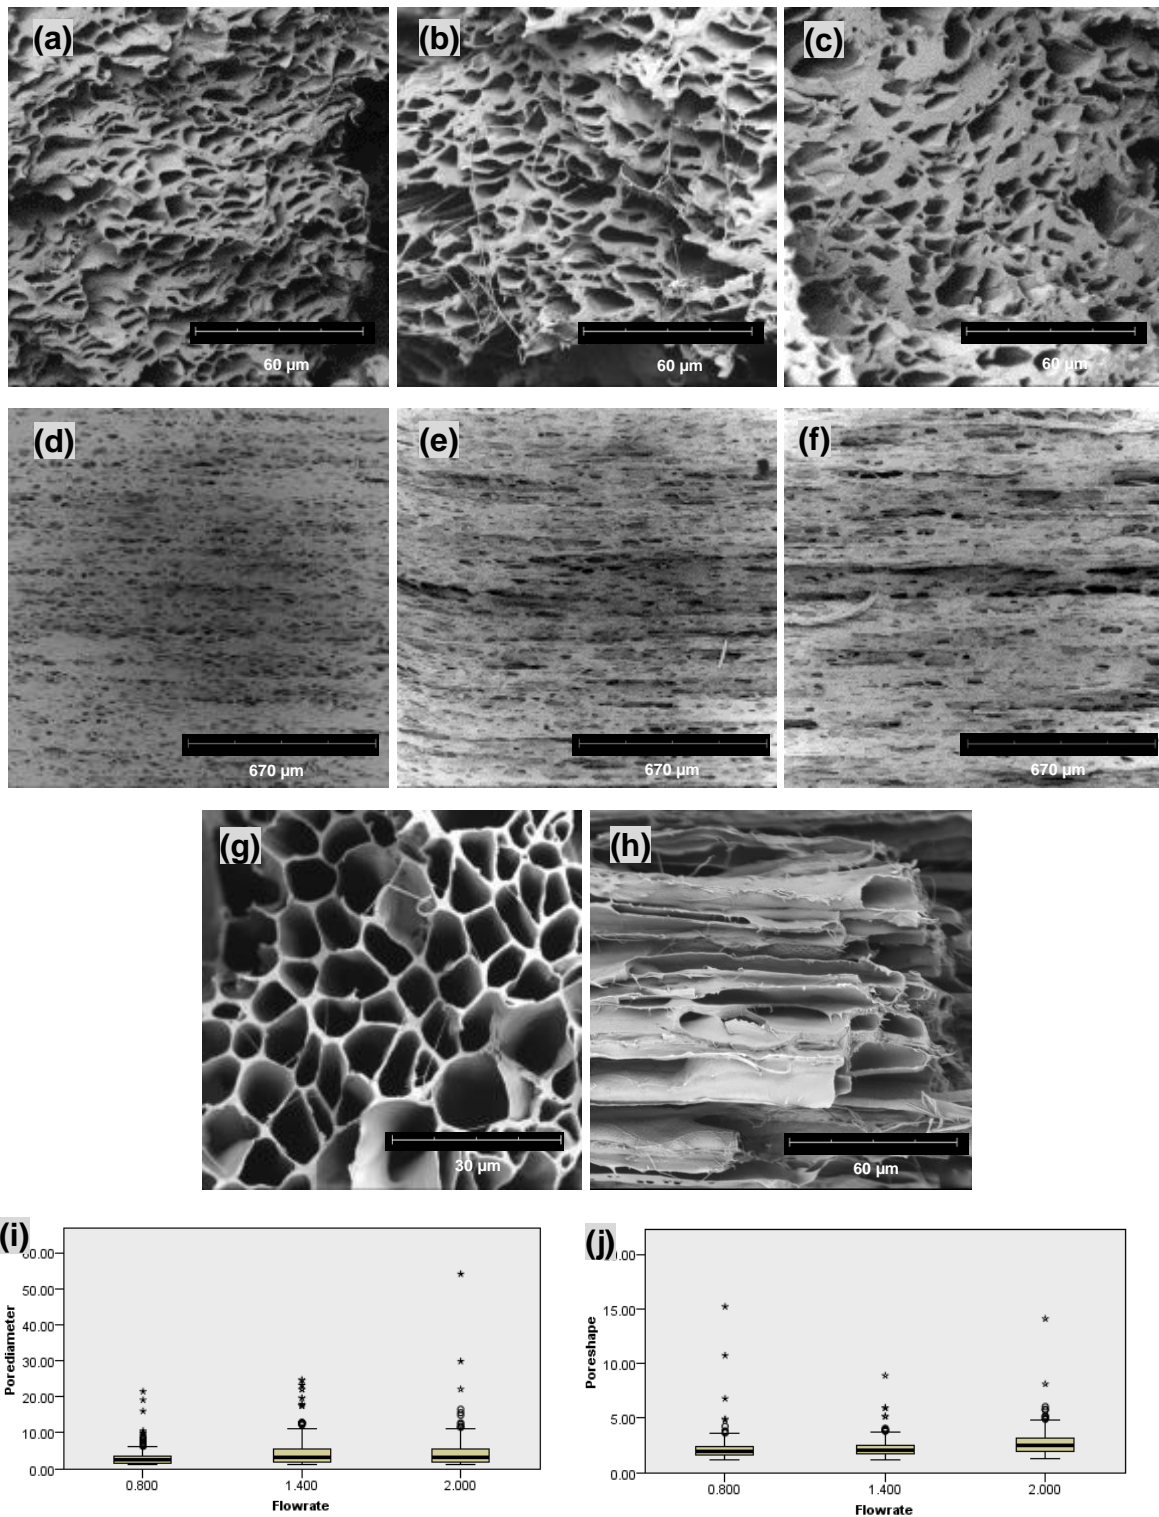 (a)
(b)
(c)
60 µm
60 µm
60 µm
(d)
(e)
(f)
670 µm
670 µm
670 µm
(g)
(h)
30 µm
60 µm
(i)
50.00
40.00
30.00
20.00
10.00
0.00
Porediameter
0.800
1.400
2.000
Flowrate
(j)
15.00
10.00
5.00
0.00
Poreshape
0.800
1.400
2.000
Flowrate